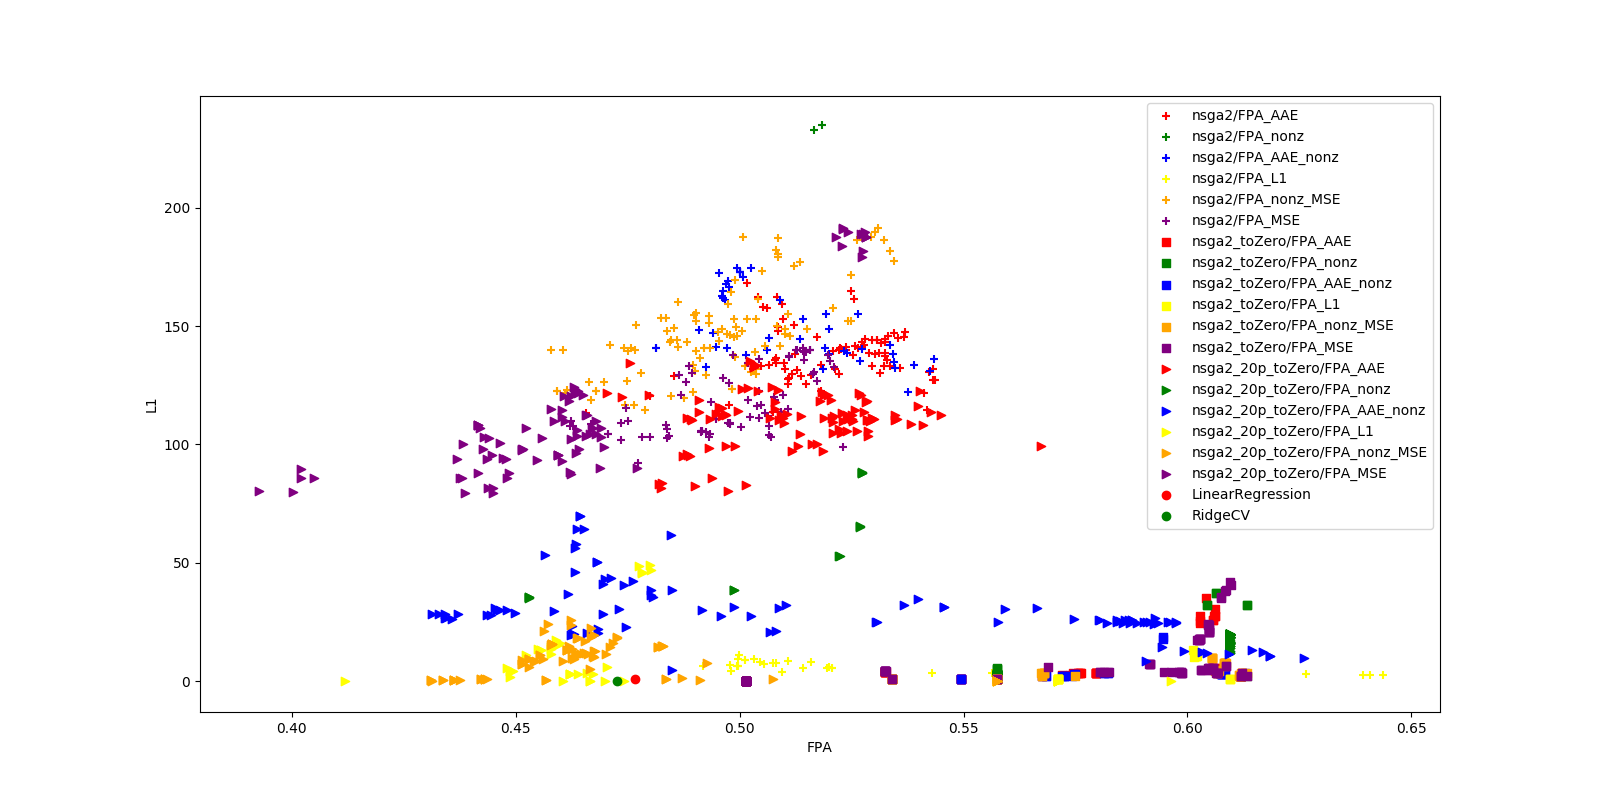 nsga2/FPA_AAE
nsga2/FPA_nonz
nsga2/FPA_AAE_nonz
nsga2/FPA_L1
nsga2/FPA_nonz_MSE
nsga2/FPA_MSE
nsga2_toZero/FPA_AAE
nsga2_toZero/FPA_nonz
nsga2_toZero/FPA_AAE_nonz
nsga2_toZero/FPA_L1
nsga2_toZero/FPA_nonz_MSE
nsga2_toZero/FPA_MSE
nsga2_20p_toZero/FPA_AAE
nsga2_20p_toZero/FPA_nonz
nsga2_20p_toZero/FPA_AAE_nonz
nsga2_20p_toZero/FPA_L1
nsga2_20p_toZero/FPA_nonz_MSE
nsga2_20p_toZero/FPA_MSE
LinearRegression
RidgeCV
200
150
100
50
0
L1
0.40 0.45 0.50 0.55 0.60 0.65
FPA